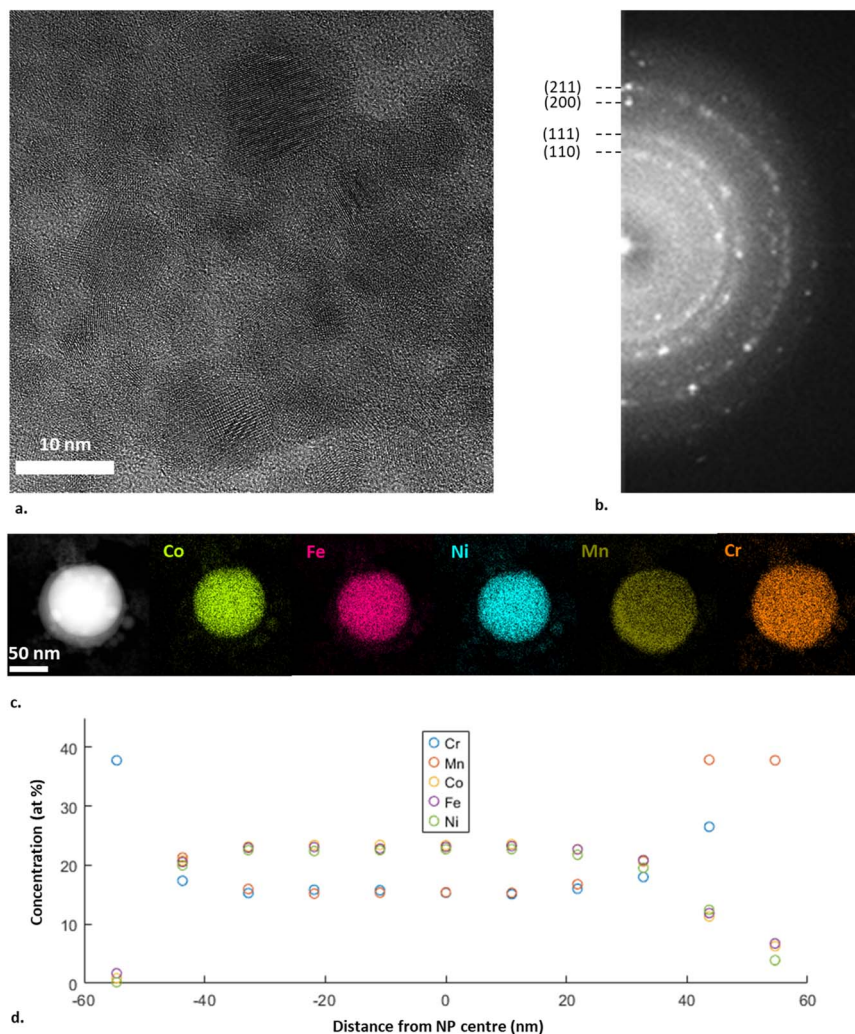 (211)
(200)
(111)
(110)
10 nm
a.
b.
Co
Fe
Ni
Mn
Cr
50 nm
c.
Concentration (at %)
40
30
20
10
0
-60
-40
-20
0
20
40
60
Cr
Mn
Co
Fe
Ni
Distance from NP centre (nm)
d.